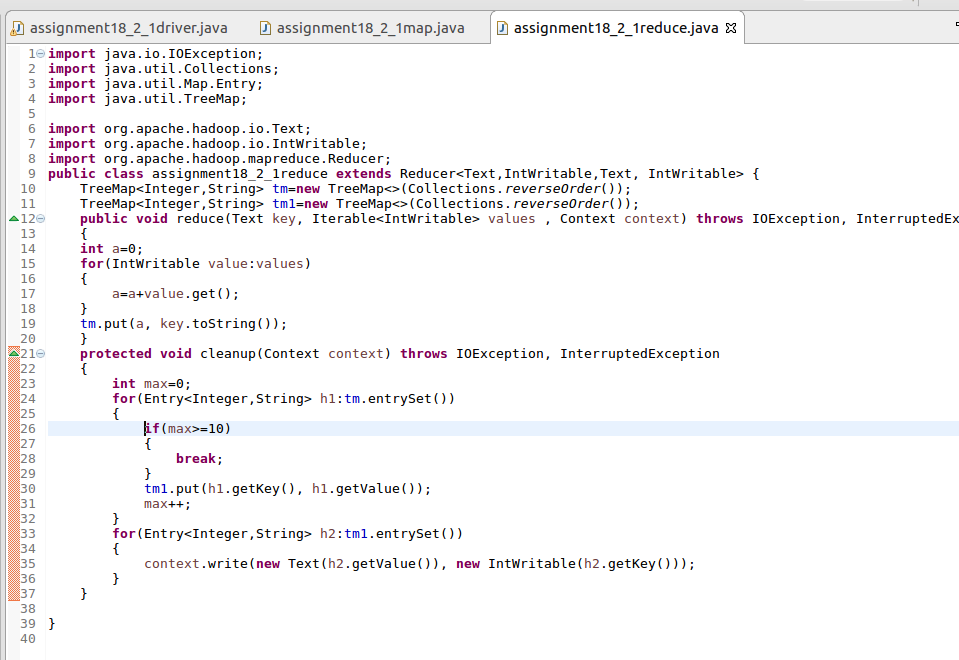 assignment18_2_1driver.java assignment18_2_1map.java assignment18_2_1reduce.java
1 import java.io.IOException;
2 import java.util.Collections;
3 import java.util.Map.Entry;
4 import java.util.TreeMap;
5
6 import org.apache.hadoop.io.Text;
7 import org.apache.hadoop.io.IntWritable;
8 import org.apache.hadoop.mapreduce.Reducer;
9 public class assignment18_2_1reduce extends Reducer<Text,IntWritable,Text, IntWritable> {
10     TreeMap<Integer,String> tm=new TreeMap<>(Collections.reverseOrder());
11     TreeMap<Integer,String> tm1=new TreeMap<>(Collections.reverseOrder());
12     public void reduce(Text key, Iterable<IntWritable> values , Context context) throws IOException, InterruptedEx
13     {
14     int a=0;
15     for(IntWritable value:values)
16     {
17         a=a+value.get();
18     }
19     tm.put(a, key.toString());
20     }
21     protected void cleanup(Context context) throws IOException, InterruptedException
22     {
23         int max=0;
24         for(Entry<Integer,String> h1:tm.entrySet())
25         {
26             if(max>=10)
27             {
28                 break;
29             }
30             tm1.put(h1.getKey(), h1.getValue());
31             max++;
32         }
33         for(Entry<Integer,String> h2:tm1.entrySet())
34         {
35             context.write(new Text(h2.getValue()), new IntWritable(h2.getKey()));
36         }
37     }
38
39 }
40